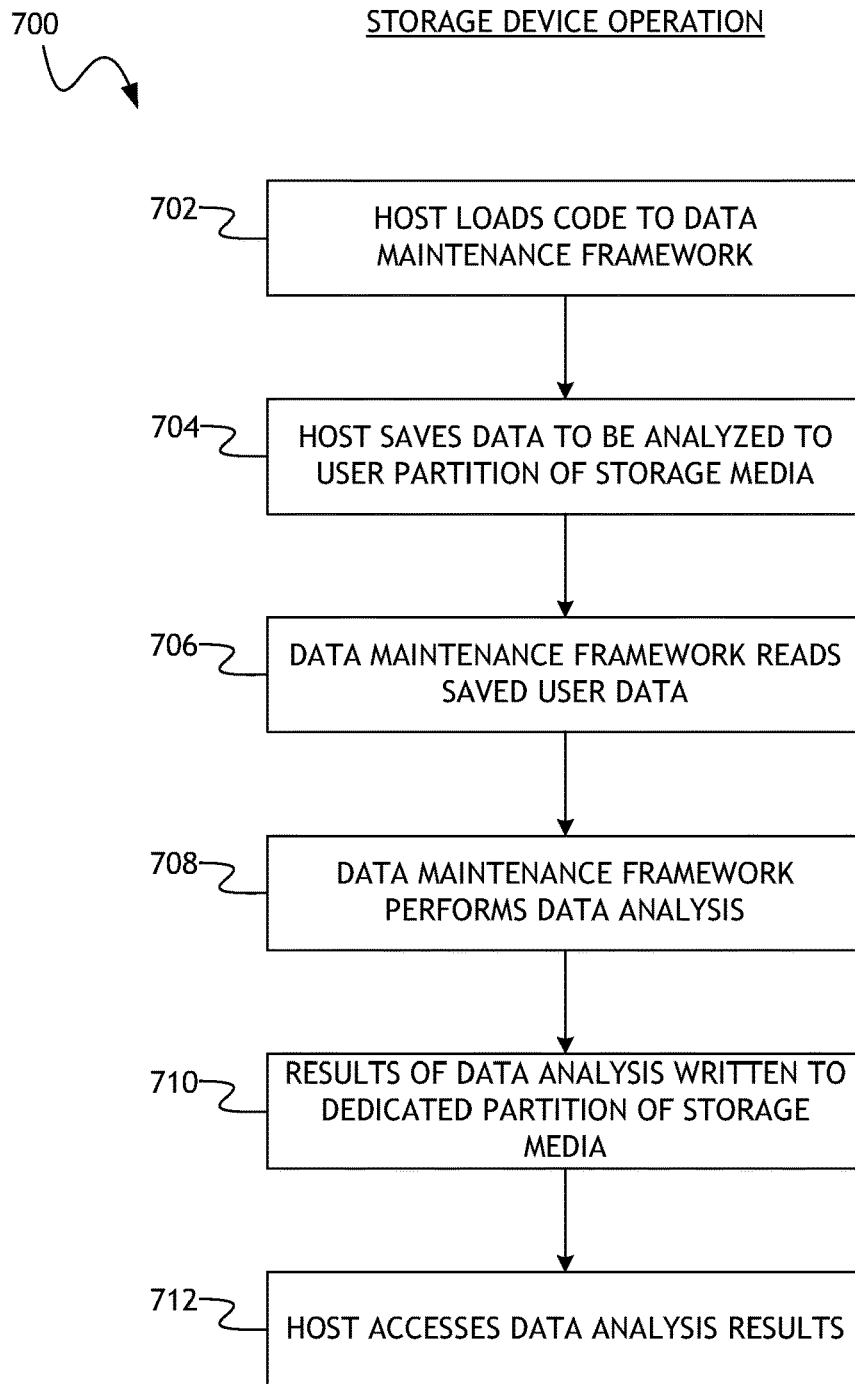 700
STORAGE DEVICE OPERATION
702
HOST LOADS CODE TO DATA
MAINTENANCE FRAMEWORK
704
HOST SAVES DATA TO BE ANALYZED TO
USER PARTITION OF STORAGE MEDIA
706
DATA MAINTENANCE FRAMEWORK READS
SAVED USER DATA
708
DATA MAINTENANCE FRAMEWORK
PERFORMS DATA ANALYSIS
710
RESULTS OF DATA ANALYSIS WRITTEN TO
DEDICATED PARTITION OF STORAGE
MEDIA
712
HOST ACCESSES DATA ANALYSIS RESULTS